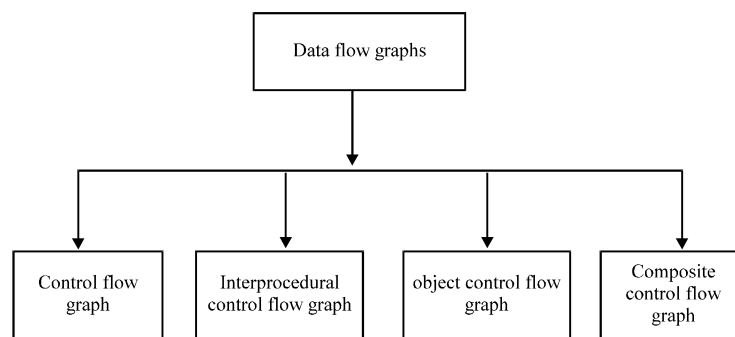 Data flow graphs
Control flow
graph
Interprocedural
control flow graph
object control flow
graph
Composite
control flow
graph